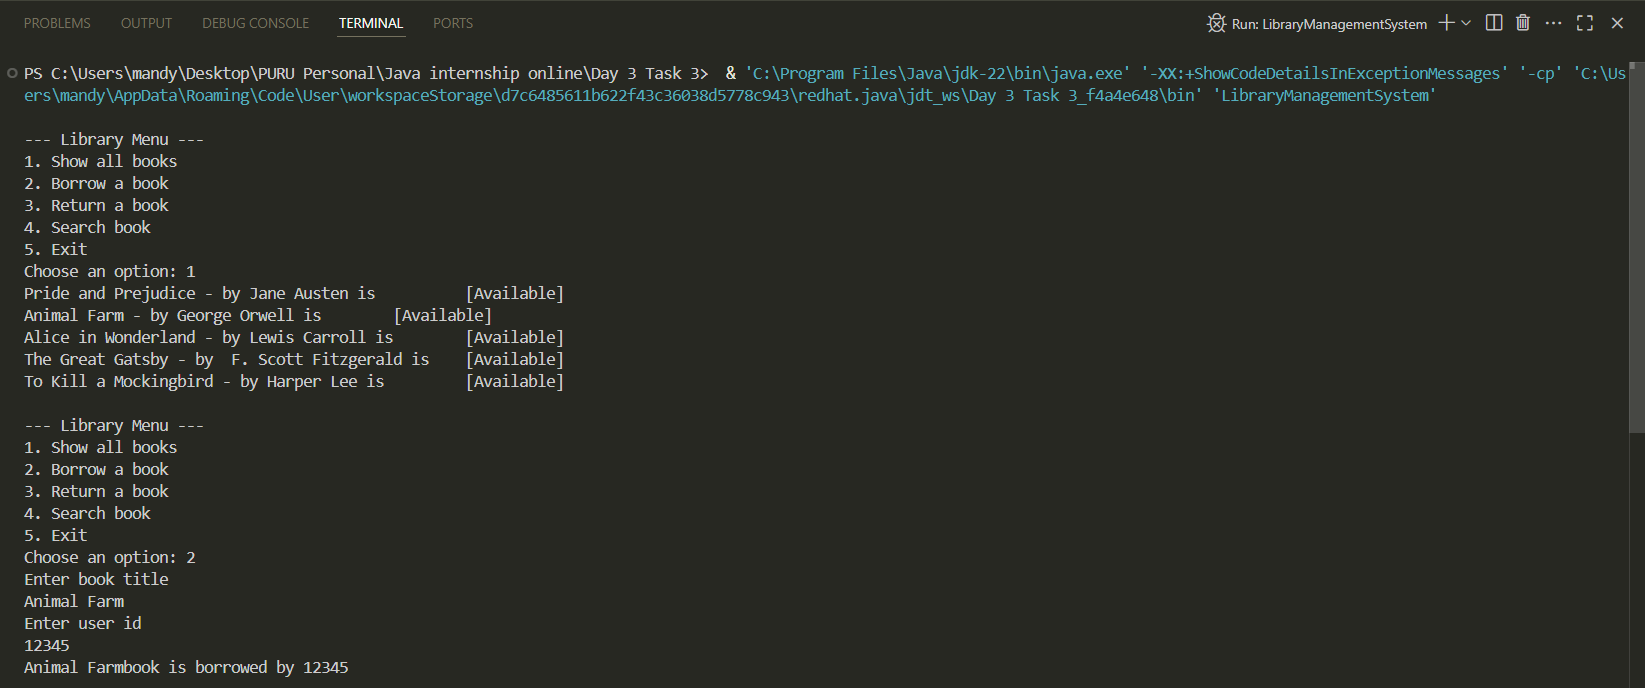 PROBLEMS OUTPUT DEBUG CONSOLE TERMINAL PORTS Run: LibraryManagementSystem
PS C:\Users\mandy\Desktop\PURU Personal\Java internship online\Day 3 Task 3>  & 'C:\Program Files\Java\jdk-22\bin\java.exe' '-XX:+ShowCodeDetailsInExceptionMessages' '-cp' 'C:\Us
ers\mandy\AppData\Roaming\Code\User\workspaceStorage\d7c6485611b622f43c36038d5778c943\redhat.java\jdt_ws\Day 3 Task 3_f4a4e648\bin' 'LibraryManagementSystem'
--- Library Menu ---
1. Show all books
2. Borrow a book
3. Return a book
4. Search book
5. Exit
Choose an option: 1
Pride and Prejudice - by Jane Austen is          [Available]
Animal Farm - by George Orwell is        [Available]
Alice in Wonderland - by Lewis Carroll is        [Available]
The Great Gatsby - by  F. Scott Fitzgerald is    [Available]
To Kill a Mockingbird - by Harper Lee is         [Available]
--- Library Menu ---
1. Show all books
2. Borrow a book
3. Return a book
4. Search book
5. Exit
Choose an option: 2
Enter book title
Animal Farm
Enter user id
12345
Animal Farmbook is borrowed by 12345